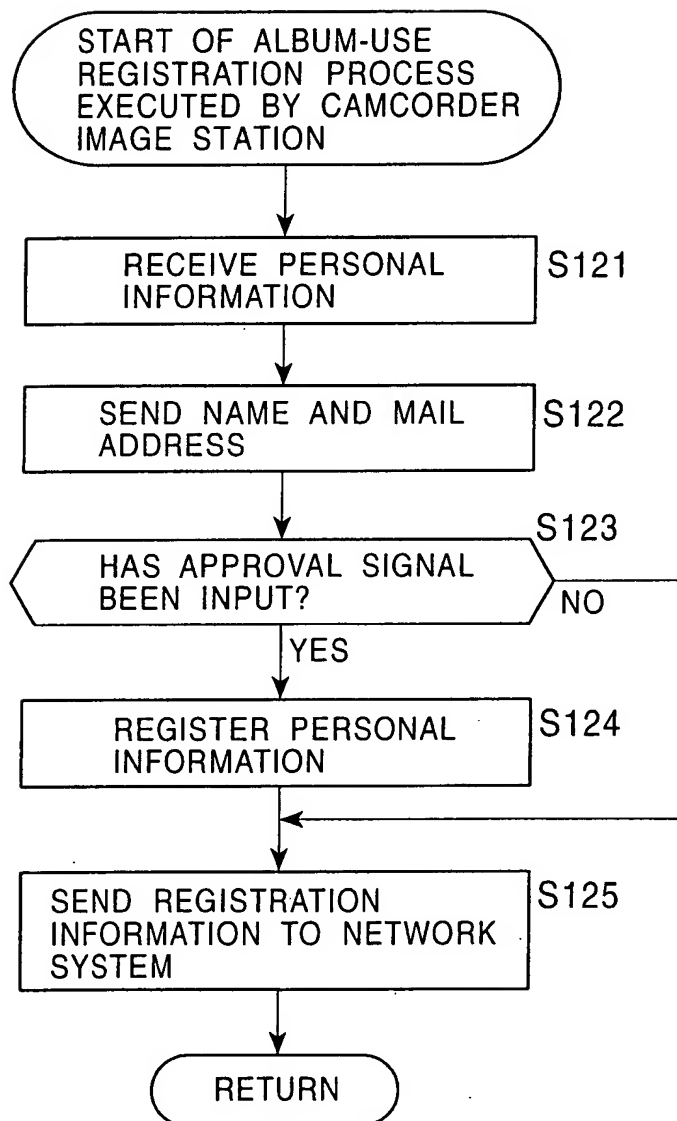 START OF ALBUM-USE
REGISTRATION PROCESS
EXECUTED BY CAMCORDER
IMAGE STATION
RECEIVE PERSONAL
INFORMATION
S121
SEND NAME AND MAIL
ADDRESS
S122
S123
HAS APPROVAL SIGNAL
BEEN INPUT?
NO
YES
REGISTER PERSONAL
INFORMATION
S124
SEND REGISTRATION
INFORMATION TO NETWORK
SYSTEM
S125
RETURN